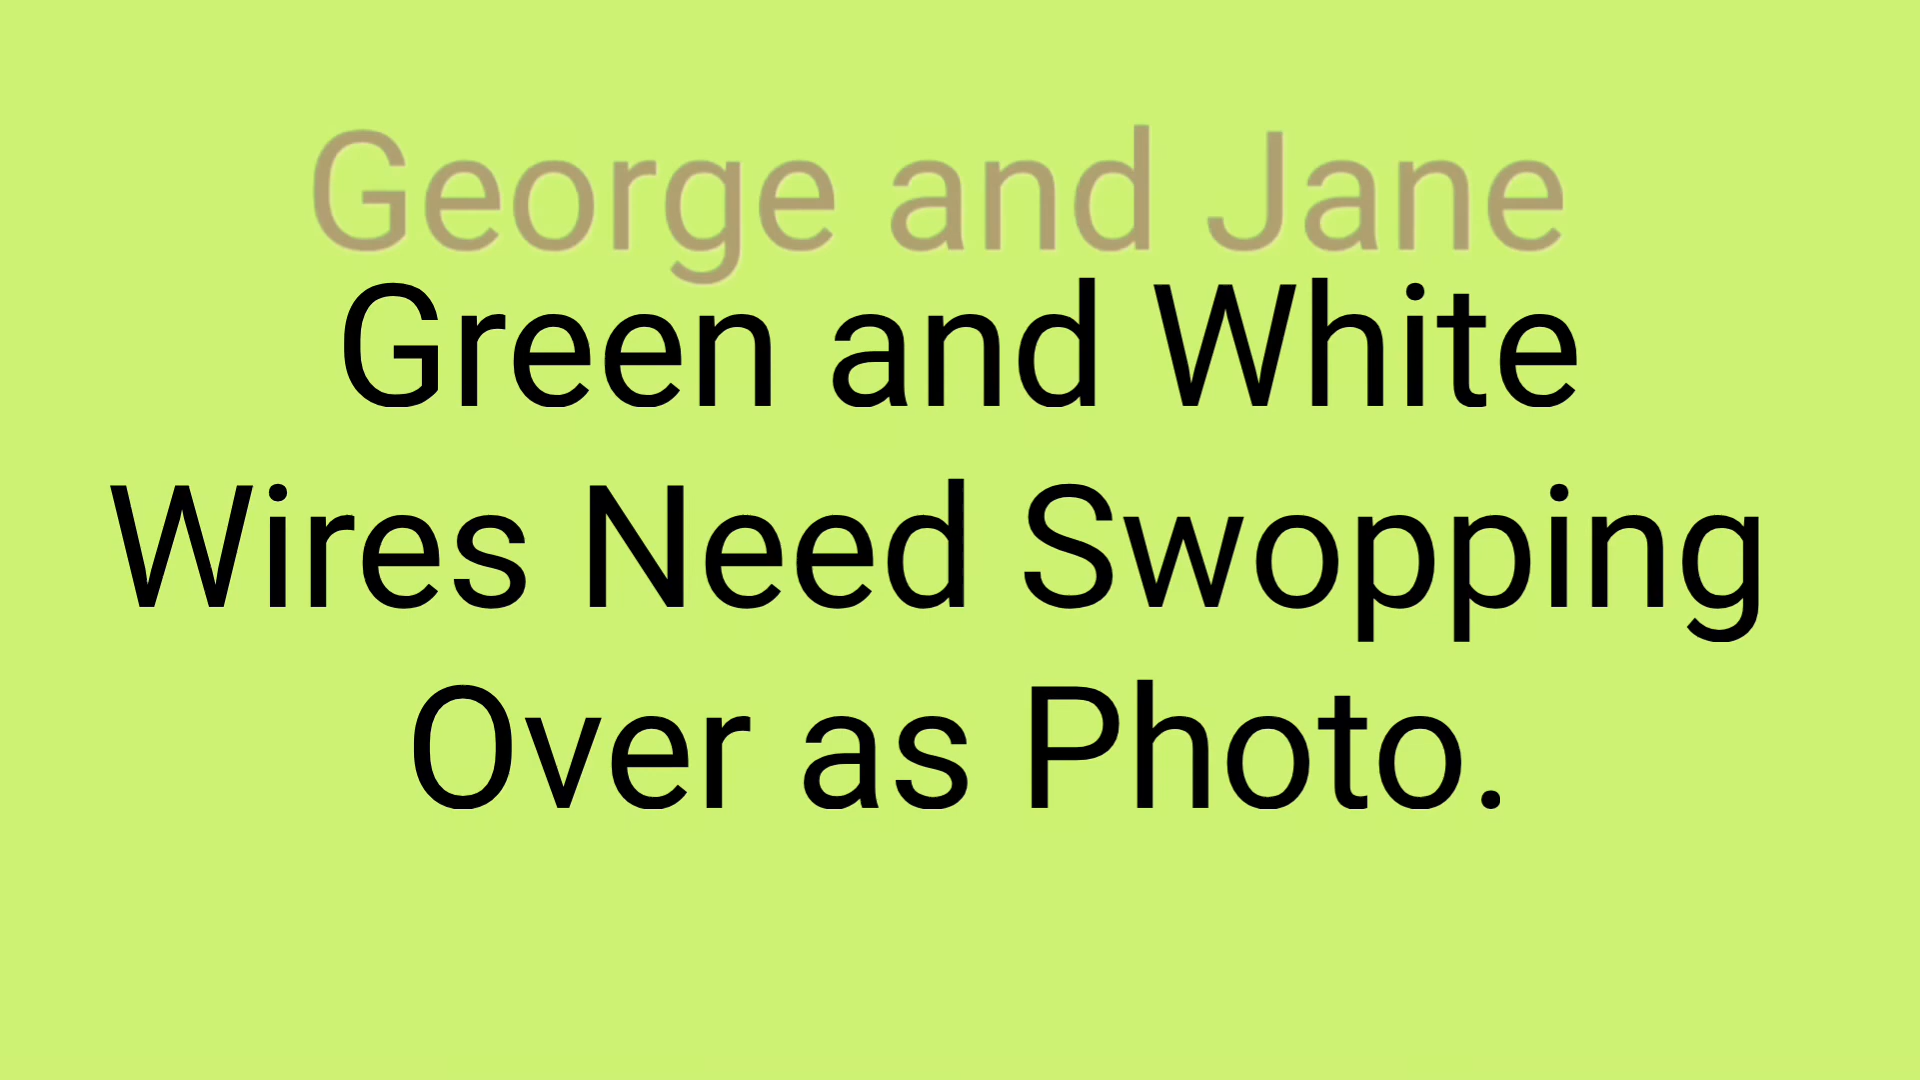 George and Jane
Green and White
Wires Need Swopping
Over as Photo.